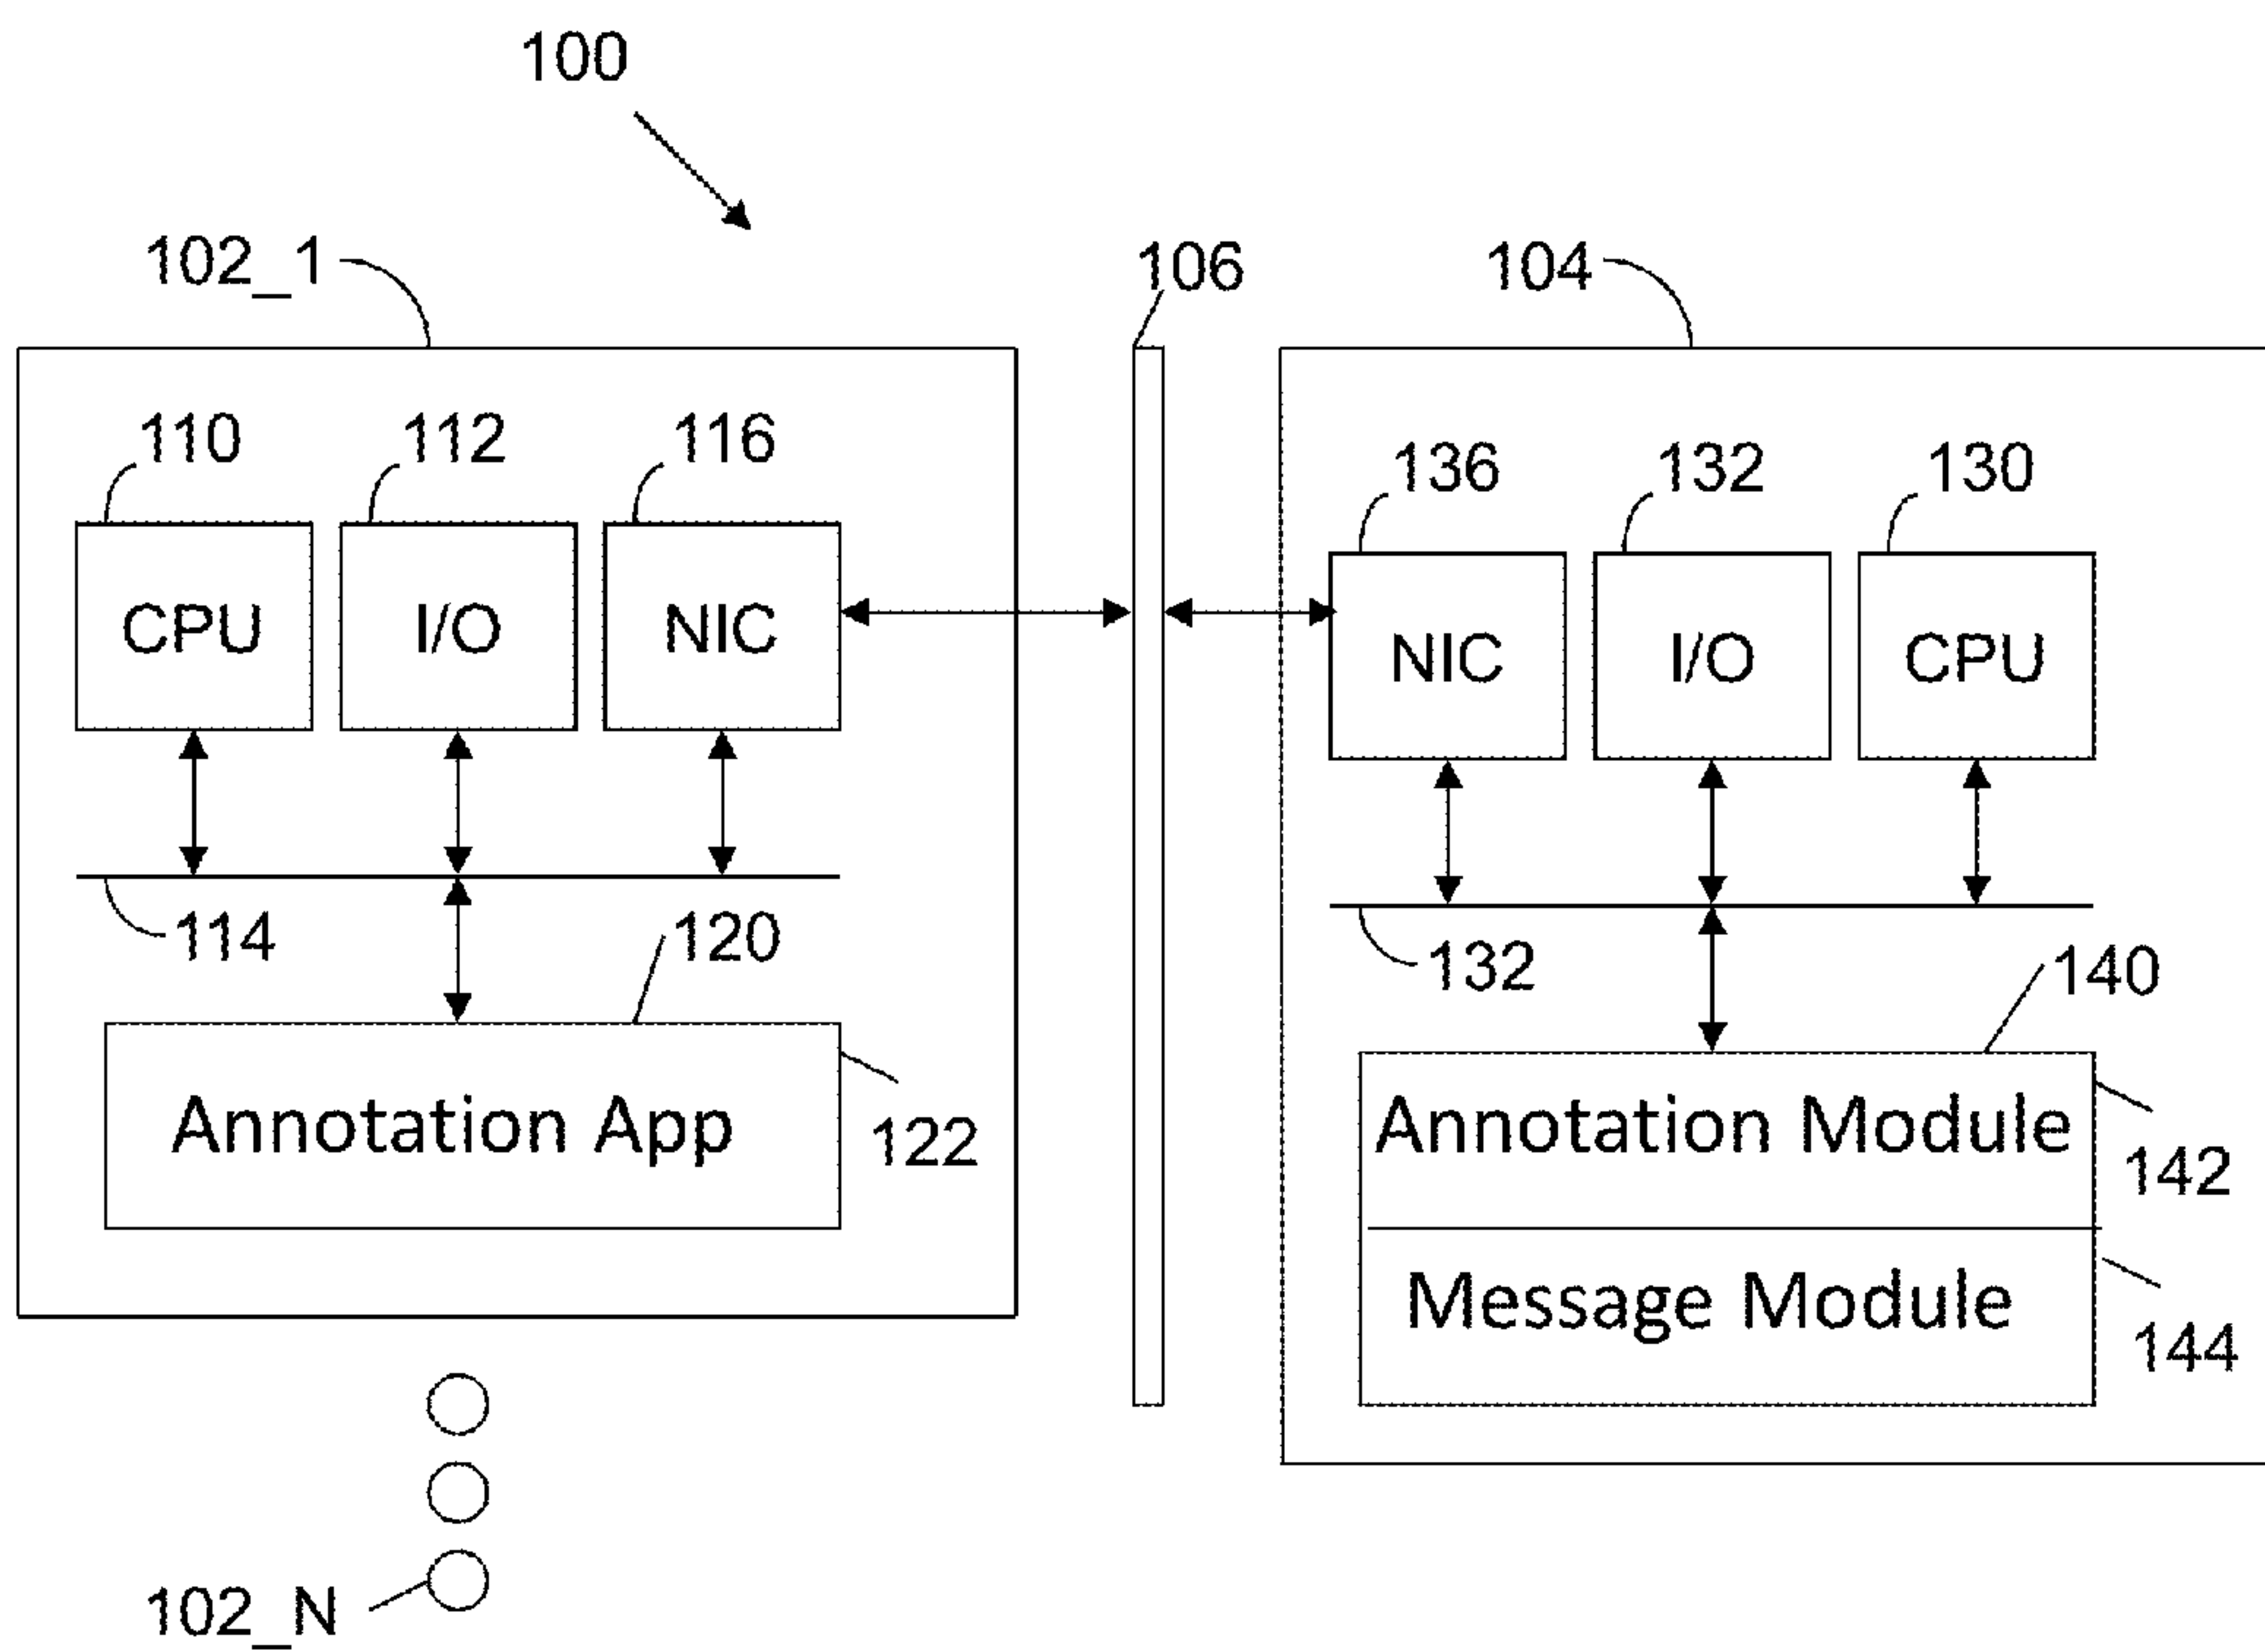 100
102_1
106
104
110
112
116
136
132
130
CPU
I/O
NIC
NIC
I/O
CPU
114
120
132
140
Annotation App
122
Annotation Module
142
Message Module
144
102_N